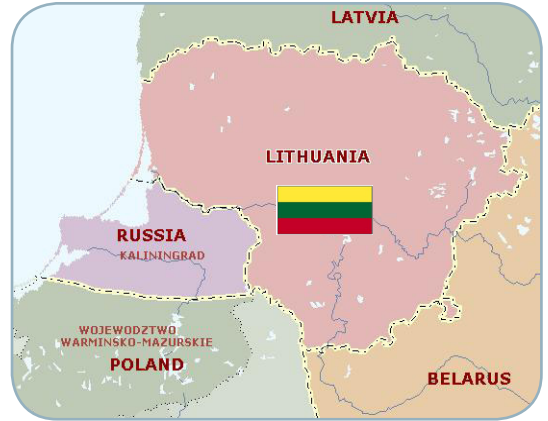 LATVIA
LITHUANIA
RUSSIA
KALININGRAD
WOJEWODZTWO
WARMINSKO-MAZURSKIE
POLAND
BELARUS